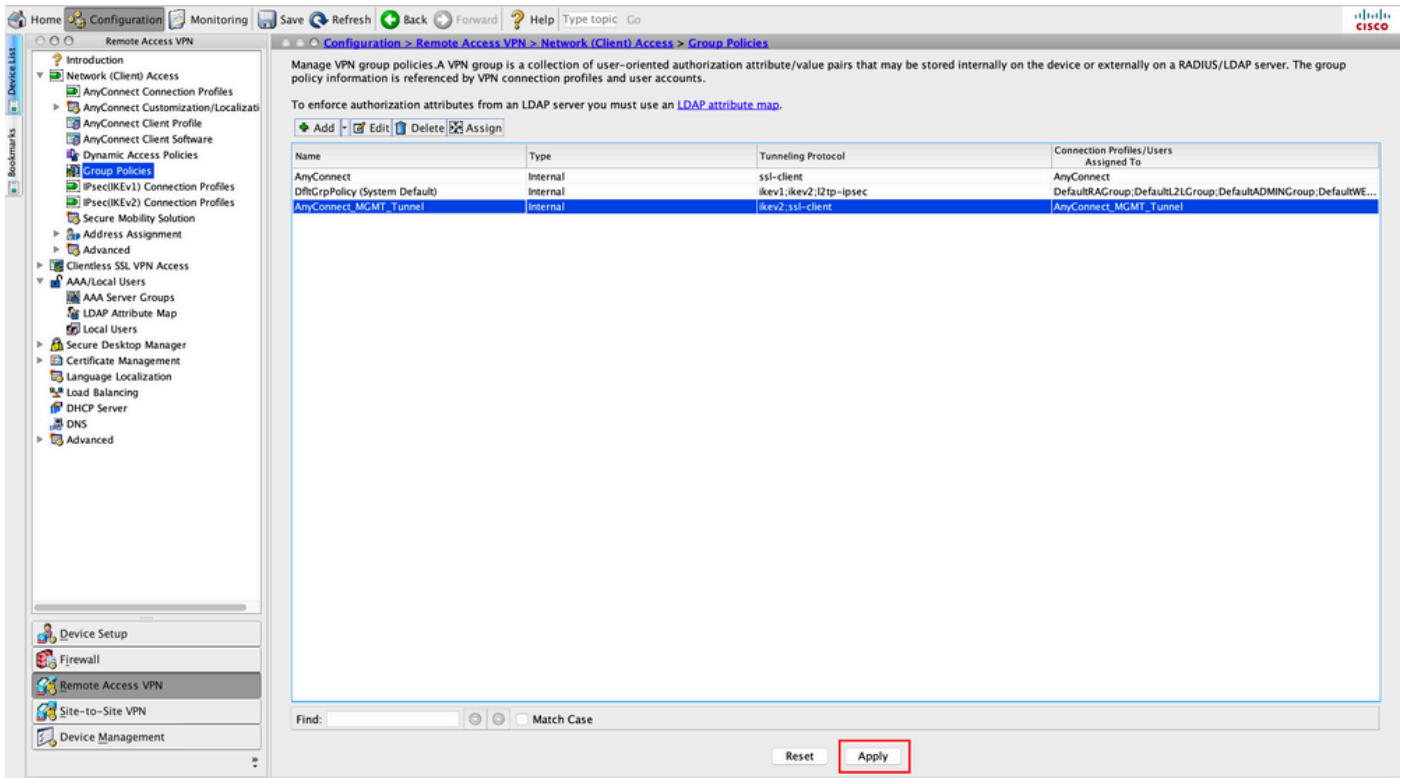 Home Configuration Monitoring Save Refresh Back Forward Help Type topic Go
CISCO
Device List
Bookmarks
Remote Access VPN
Introduction
Network (Client) Access
AnyConnect Connection Profiles
AnyConnect Customization/Localizati
AnyConnect Client Profile
AnyConnect Client Software
Dynamic Access Policies
Group Policies
IPsec(IKEv1) Connection Profiles
IPsec(IKEv2) Connection Profiles
Secure Mobility Solution
Address Assignment
Advanced
Clientless SSL VPN Access
AAA/Local Users
AAA Server Groups
LDAP Attribute Map
Local Users
Secure Desktop Manager
Certificate Management
Language Localization
Load Balancing
DHCP Server
DNS
Advanced
Device Setup
Firewall
Remote Access VPN
Site-to-Site VPN
Device Management
Configuration > Remote Access VPN > Network (Client) Access > Group Policies
Manage VPN group policies.A VPN group is a collection of user-oriented authorization attribute/value pairs that may be stored internally on the device or externally on a RADIUS/LDAP server. The group
policy information is referenced by VPN connection profiles and user accounts.
To enforce authorization attributes from an LDAP server you must use an LDAP attribute map.
Add Edit Delete Assign
Name Type Tunneling Protocol Connection Profiles/Users
Assigned To
AnyConnect Internal ssl-client AnyConnect
DfltGrpPolicy (System Default) Internal ikev1;ikev2;l2tp-ipsec DefaultRAGroup;DefaultL2LGroup;DefaultADMINGroup;DefaultWE...
AnyConnect_MGMT_Tunnel Internal ikev2;ssl-client AnyConnect_MGMT_Tunnel
Find: Match Case
Reset Apply